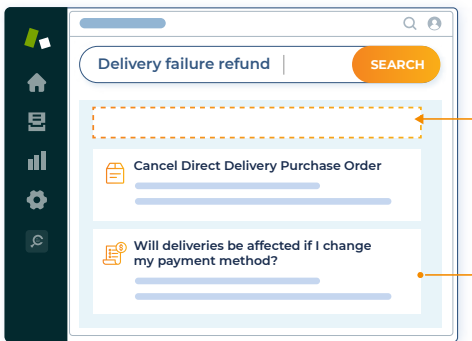 Delivery failure refund
SEARCH
Cancel Direct Delivery Purchase Order
Will deliveries be affected if I change
my payment method?